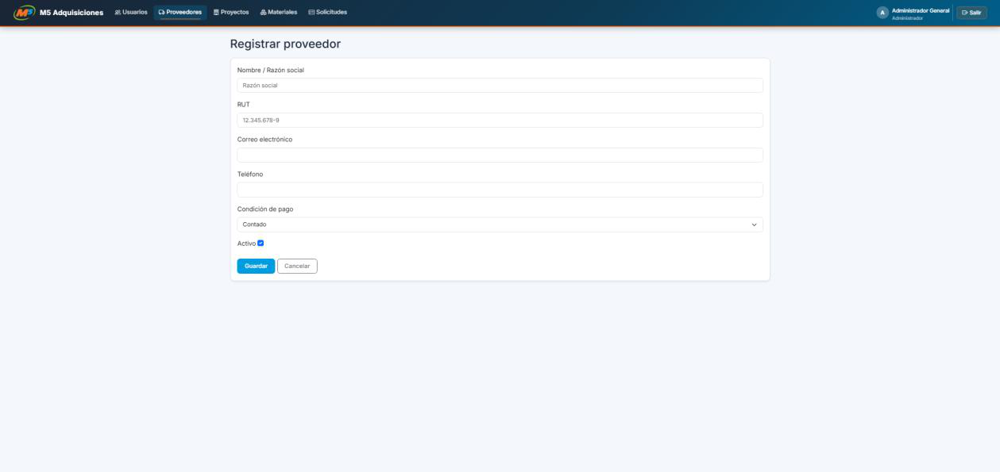 M5 M5 Adquisiciones Usuarios Proveedores Proyectos Materiales Solicitudes A Administrador General Salir
Administrador
Registrar proveedor
Nombre / Razón social
Razón social
RUT
12.345.678-9
Correo electrónico
Teléfono
Condición de pago
Contado
Activo
Guardar Cancelar